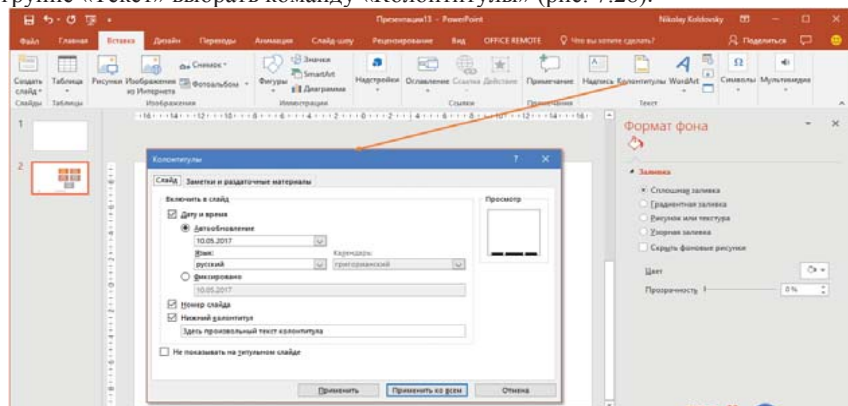 группе «Текст» выбрать команду «Колонтитулы» (рис. 7.28).
Презентация13 - PowerPoint
Nikolay Koldovsky
Файл Главная Вставка Дизайн Переходы Анимация Слайд-шоу Рецензирование Вид OFFICE REMOTE Что вы хотите сделать? Поделиться
Создать слайд Таблица Рисунки Изображения из Интернета Снимок Фотоальбом Фигуры Значки SmartArt Диаграмма Надстройки Оглавление Ссылка Действие Примечание Надпись Колонтитулы WordArt Символы Мультимедиа
Слайды Таблицы Изображения Иллюстрации Ссылки Примечания Текст
1
2
Колонтитулы
Слайд Заметки и раздаточные материалы
Включить в слайд
Просмотр
Дату и время
Автообновление
10.05.2017
Язык: Календарь:
русский григорианский
Фиксировано
10.05.2017
Номер слайда
Нижний колонтитул
Здесь произвольный текст колонтитула
Не показывать на титульном слайде
Применить Применить ко всем Отмена
Формат фона
Заливка
Сплошная заливка
Градиентная заливка
Рисунок или текстура
Узорная заливка
Скрыть фоновые рисунки
Цвет
Прозрачность 0 %